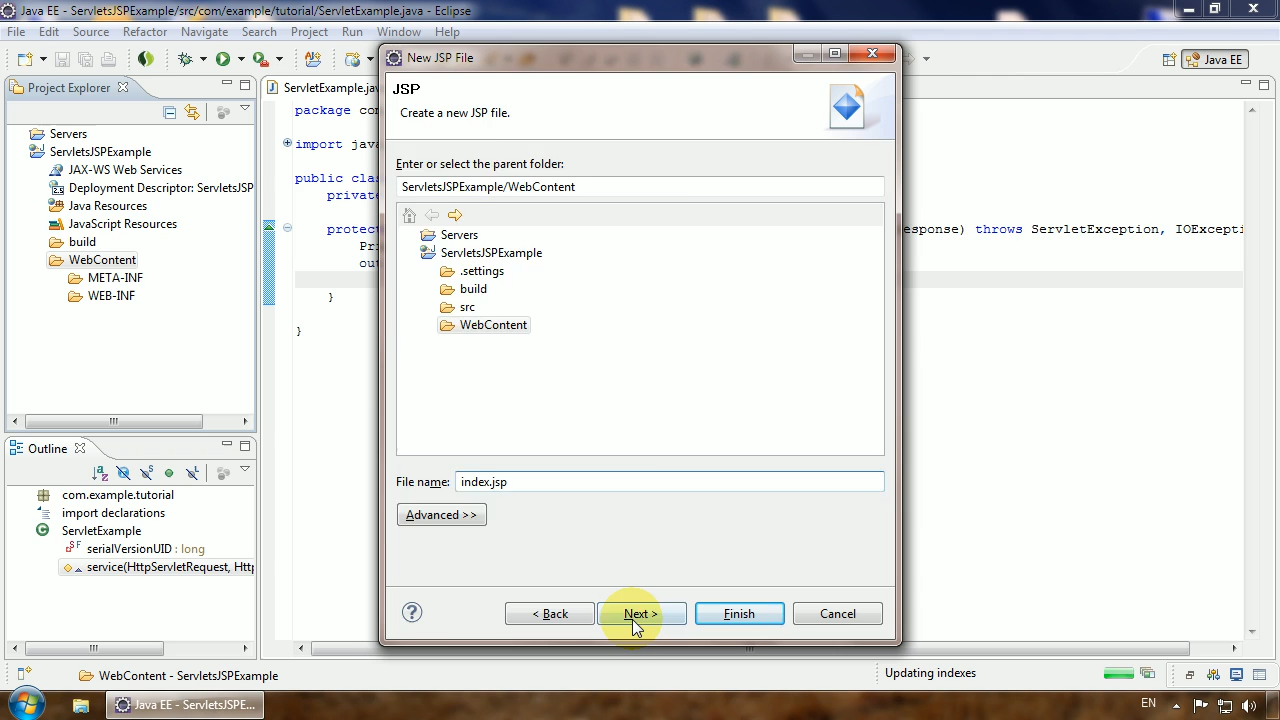 Java EE - ServletsJSPExample/src/com/example/tutorial/ServletExample.java - Eclipse
File Edit Source Refactor Navigate Search Project Run Window Help
Java EE
Project Explorer
Servers
ServletsJSPExample
JAX-WS Web Services
Deployment Descriptor: ServletsJSP
Java Resources
JavaScript Resources
build
WebContent
META-INF
WEB-INF
Outline
com.example.tutorial
import declarations
ServletExample
serialVersionUID : long
service(HttpServletRequest, Htt
ServletExample.jav
package co
import java
public clas
private
protec
esponse) throws ServletException, IOExcepti
Pri
ou
}
}
New JSP File
JSP
Create a new JSP file.
Enter or select the parent folder:
ServletsJSPExample/WebContent
Servers
ServletsJSPExample
.settings
build
src
WebContent
File name: index.jsp
Advanced >>
< Back Next > Finish Cancel
WebContent - ServletsJSPExample
Updating indexes
Java EE - ServletsJSPE...
EN